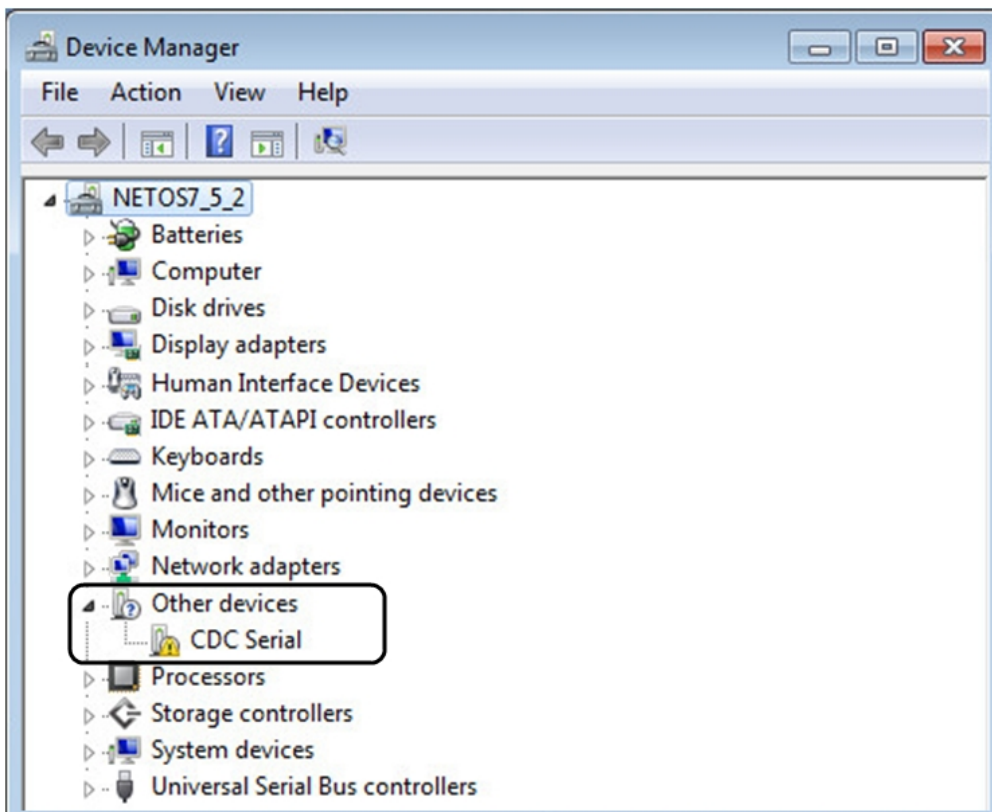 Device Manager
File Action View Help
NETOS7_5_2
Batteries
Computer
Disk drives
Display adapters
Human Interface Devices
IDE ATA/ATAPI controllers
Keyboards
Mice and other pointing devices
Monitors
Network adapters
Other devices
CDC Serial
Processors
Storage controllers
System devices
Universal Serial Bus controllers